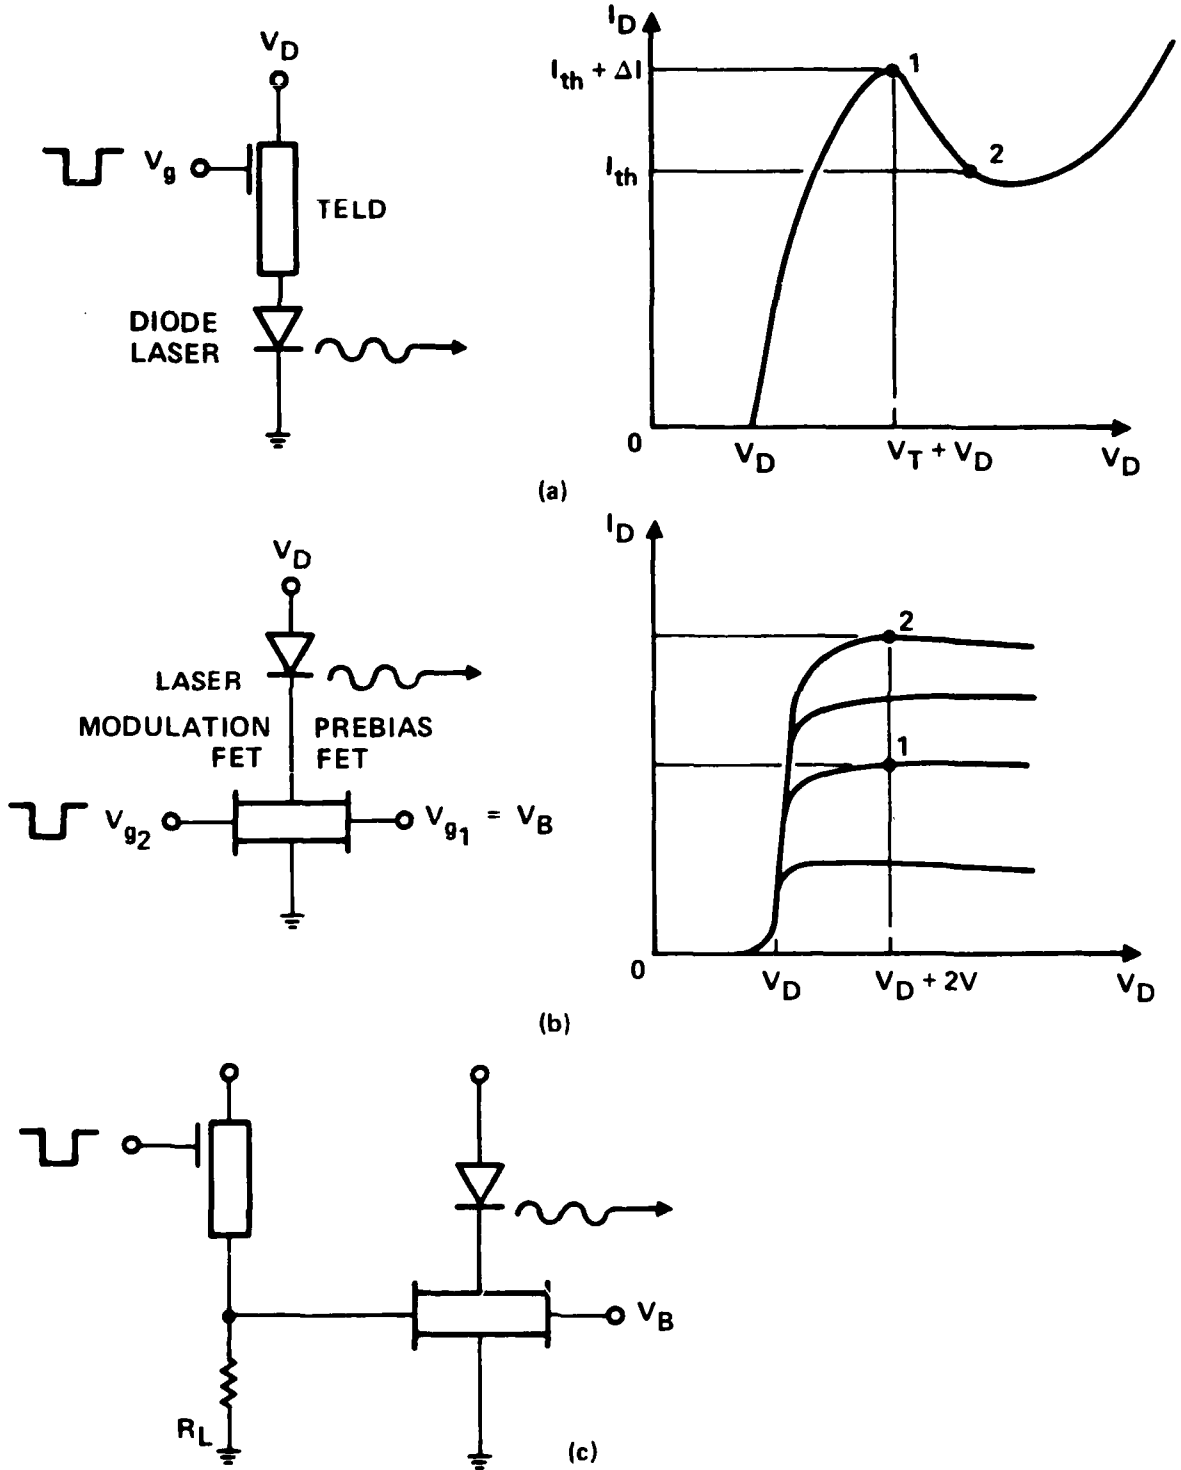 V_D
V_g
TELD
DIODE
LASER
I_D
I_th + ΔI
1
I_th
2
0
V_D
V_T + V_D
V_D
(a)
V_D
LASER
MODULATION
FET
PREBIAS
FET
V_g2
V_g1 = V_B
I_D
2
1
0
V_D
V_D + 2V
V_D
(b)
V_B
R_L
(c)